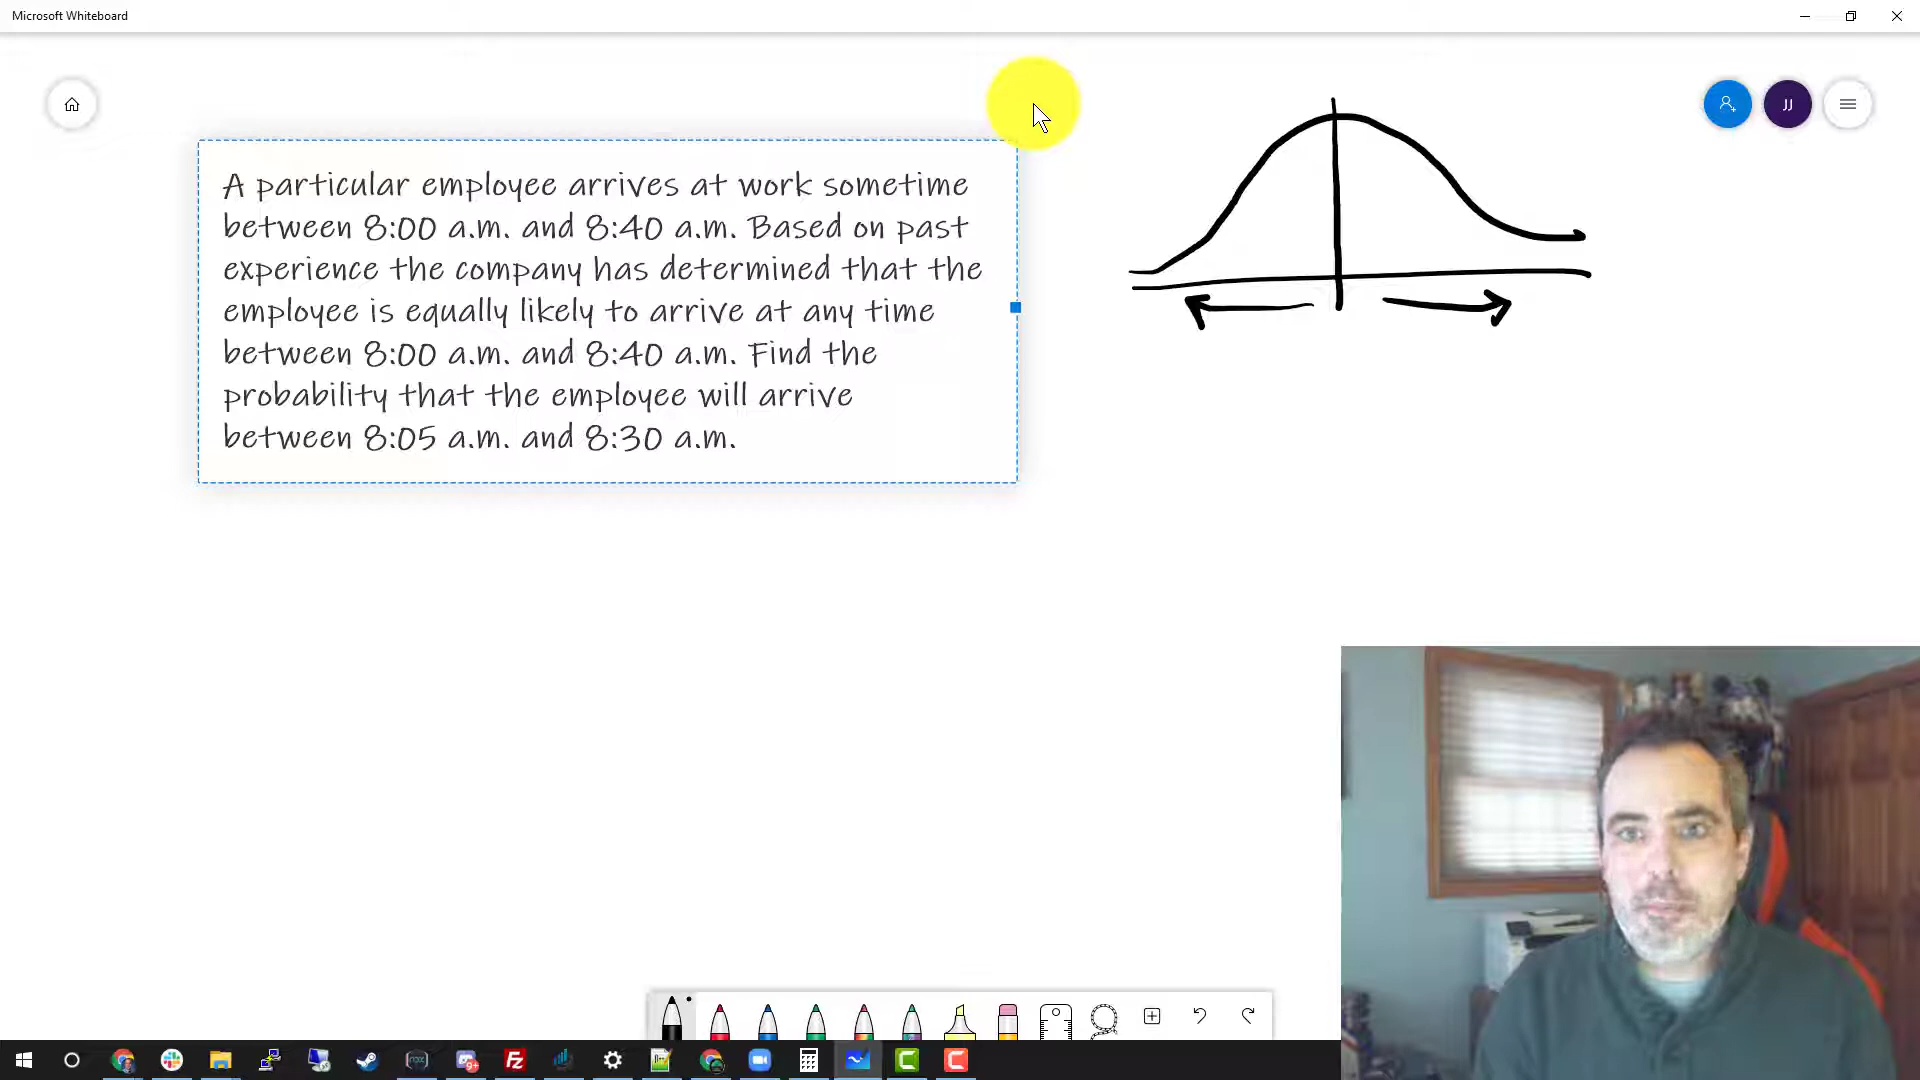 Microsoft Whiteboard
JJ
A particular employee arrives at work sometime
between 8:00 a.m. and 8:40 a.m. Based on past
experience the company has determined that the
employee is equally likely to arrive at any time
between 8:00 a.m. and 8:40 a.m. Find the
probability that the employee will arrive
between 8:05 a.m. and 8:30 a.m.